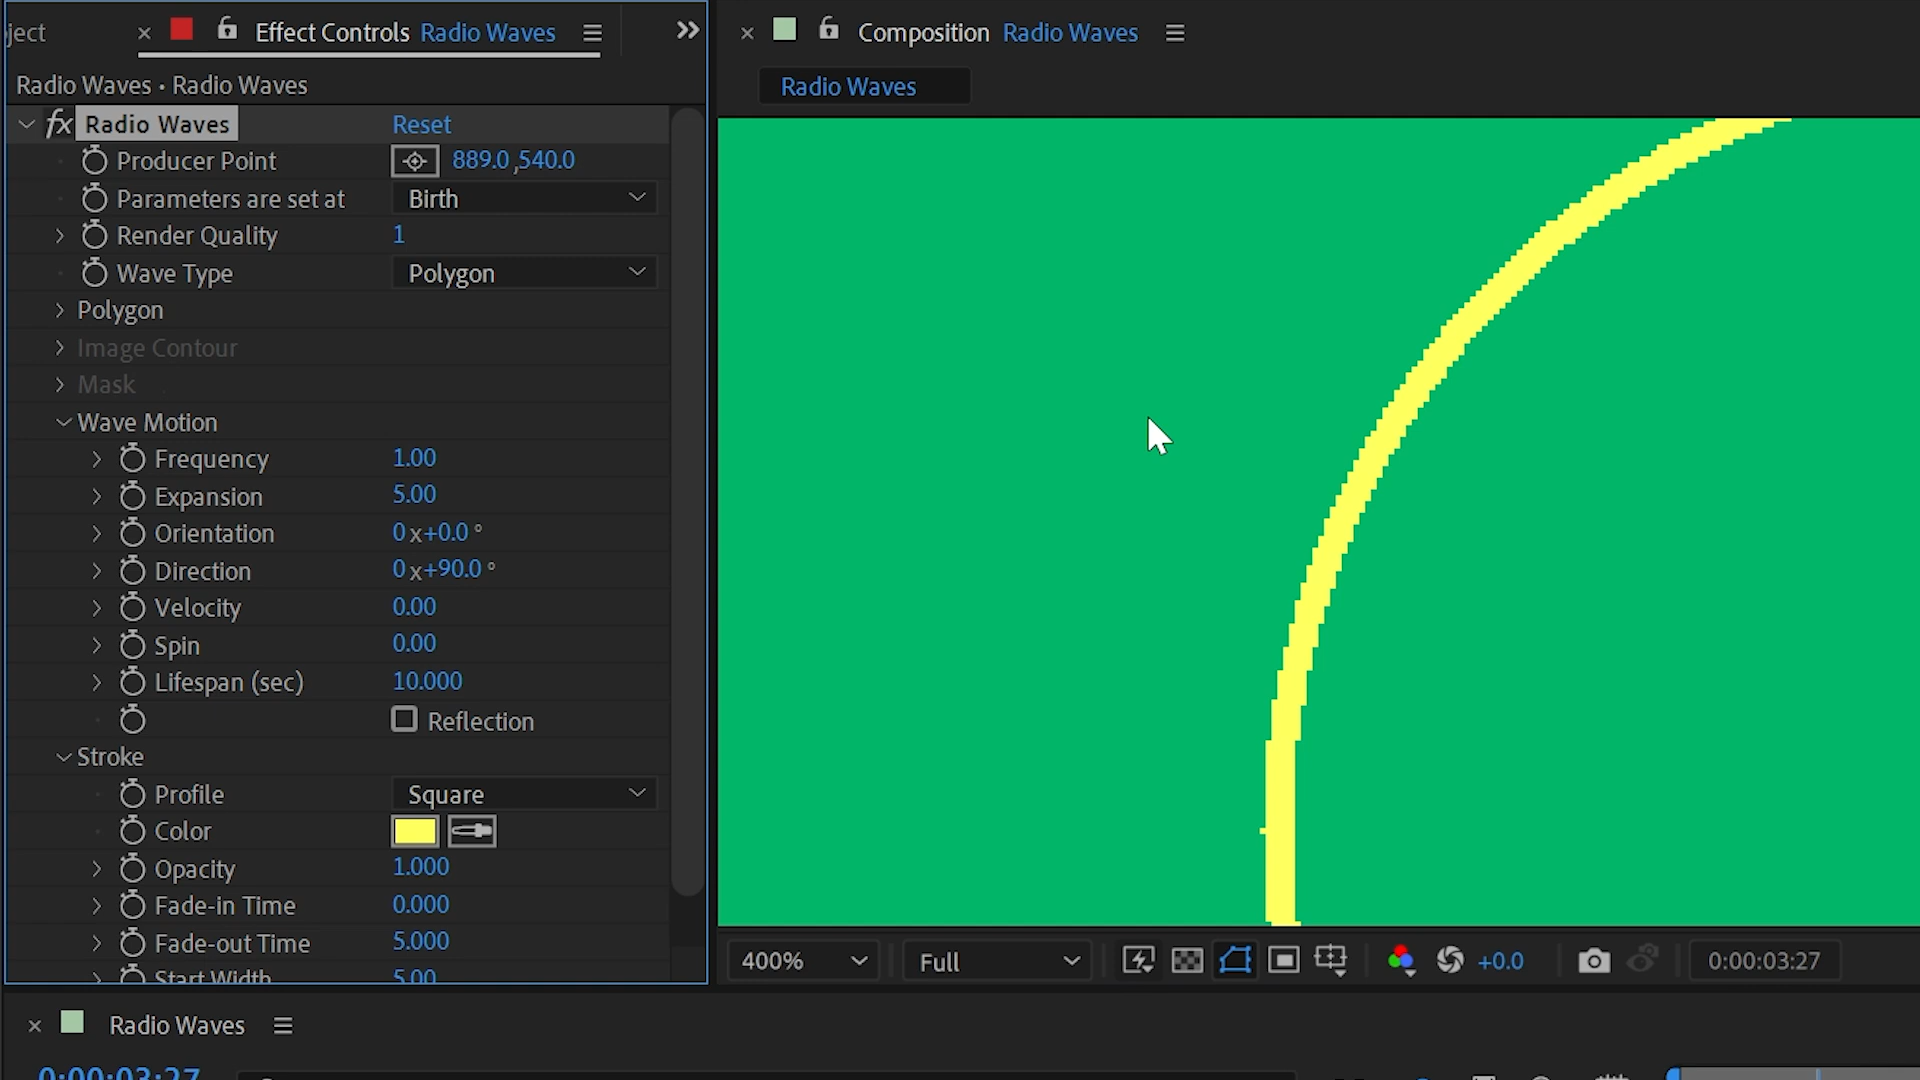 ject
Effect Controls Radio Waves
Composition Radio Waves
Radio Waves • Radio Waves
Radio Waves
fx Radio Waves Reset
Producer Point 889.0 ,540.0
Parameters are set at Birth
Render Quality 1
Wave Type Polygon
Polygon
Image Contour
Mask
Wave Motion
Frequency 1.00
Expansion 5.00
Orientation 0 x+0.0 °
Direction 0 x+90.0 °
Velocity 0.00
Spin 0.00
Lifespan (sec) 10.000
Reflection
Stroke
Profile Square
Color
Opacity 1.000
Fade-in Time 0.000
Fade-out Time 5.000
Start Width 5.00
400% Full +0.0 0:00:03:27
Radio Waves
0:00:03:27